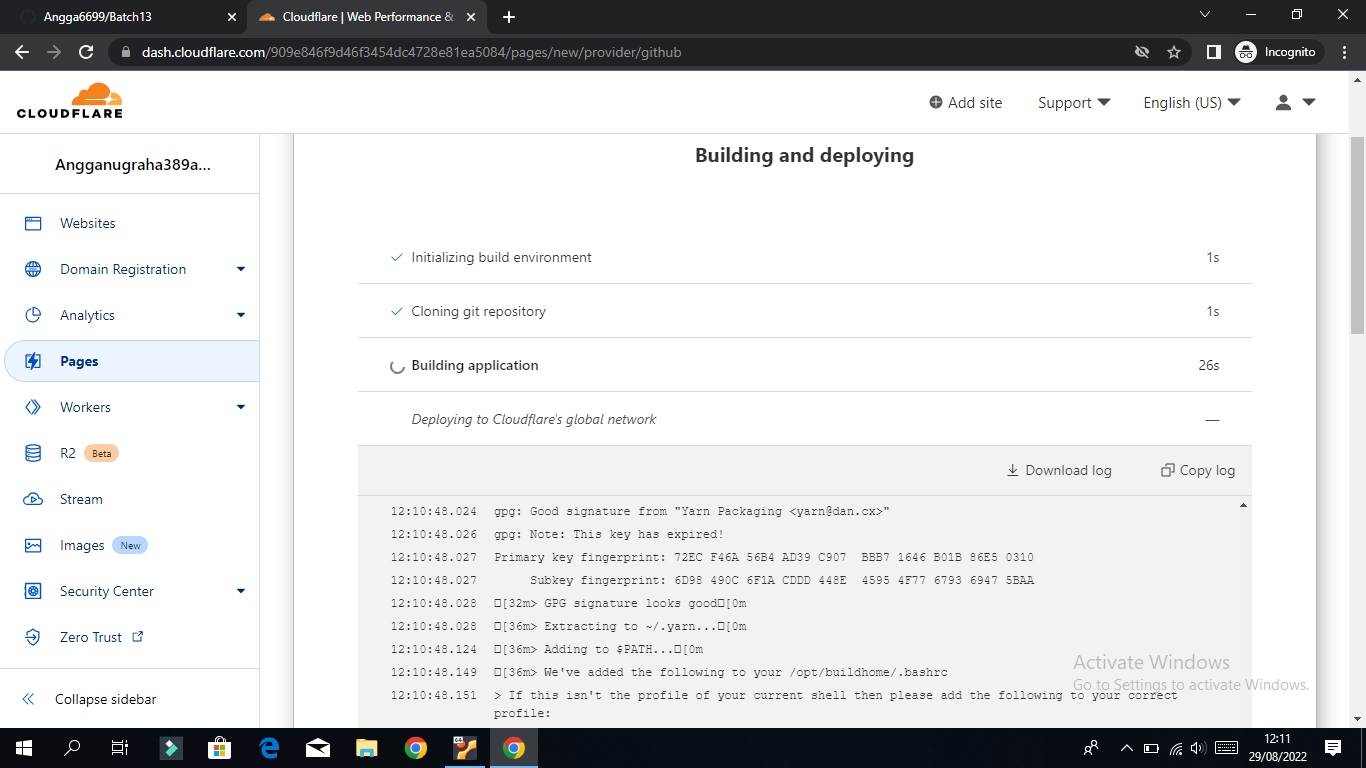 Angga6699/Batch13
Cloudflare | Web Performance &
dash.cloudflare.com/909e846f9d46f3454dc4728e81ea5084/pages/new/provider/github
Incognito
CLOUDFLARE
Add site
Support
English (US)
Angganugraha389a...
Websites
Domain Registration
Analytics
Pages
Workers
R2 Beta
Stream
Images New
Security Center
Zero Trust
Collapse sidebar
Building and deploying
Initializing build environment 1s
Cloning git repository 1s
Building application 26s
Deploying to Cloudflare's global network —
Download log Copy log
12:10:48.024 gpg: Good signature from "Yarn Packaging <yarn@dan.cx>"
12:10:48.026 gpg: Note: This key has expired!
12:10:48.027 Primary key fingerprint: 72EC F46A 56B4 AD39 C907  BBB7 1646 B01B 86E5 0310
12:10:48.027      Subkey fingerprint: 6D98 490C 6F1A CDDD 448E  4595 4F77 6793 6947 5BAA
12:10:48.028 □[32m> GPG signature looks good□[0m
12:10:48.028 □[36m> Extracting to ~/.yarn...□[0m
12:10:48.124 □[36m> Adding to $PATH...□[0m
12:10:48.149 □[36m> We've added the following to your /opt/buildhome/.bashrc
12:10:48.151 > If this isn't the profile of your current shell then please add the following to your correct
profile:
Activate Windows
Go to Settings to activate Windows.
64
12:11
29/08/2022